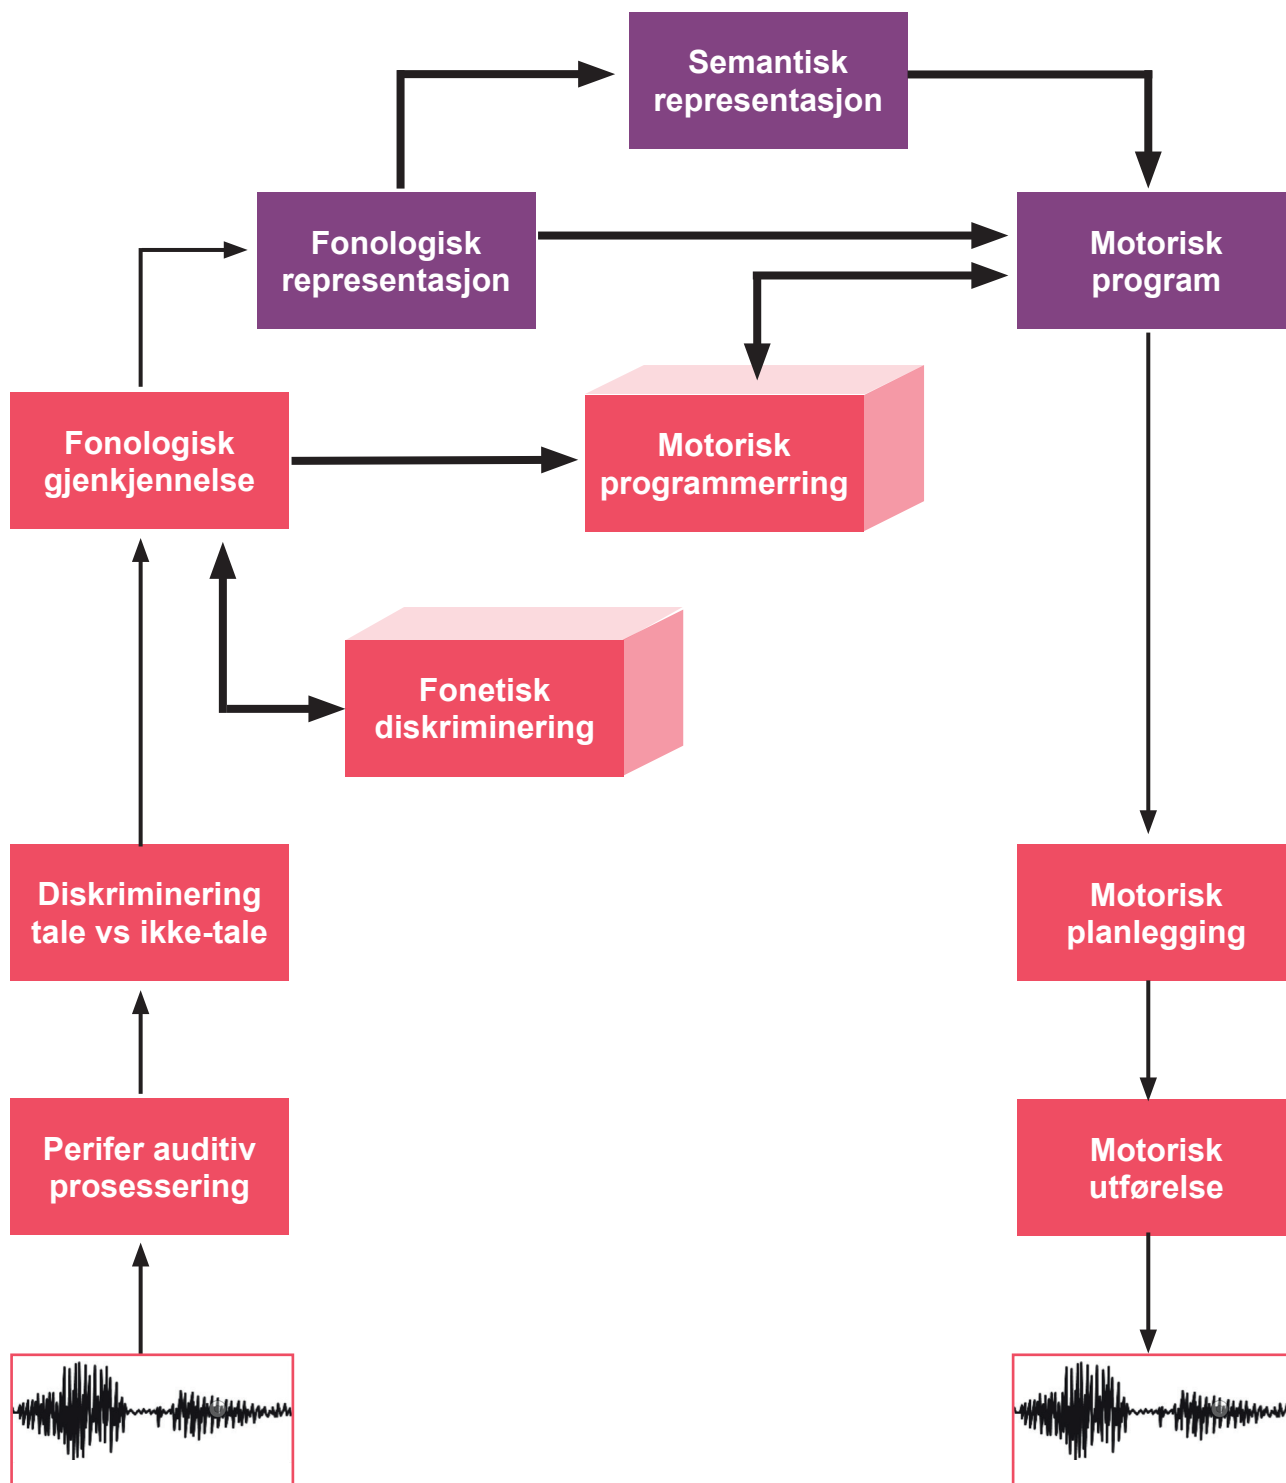 Semantisk
representasjon
Fonologisk
representasjon
Motorisk
program
Fonologisk
gjenkjennelse
Motorisk
programmerring
Fonetisk
diskriminering
Diskriminering
tale vs ikke-tale
Motorisk
planlegging
Perifer auditiv
prosessering
Motorisk
utførelse